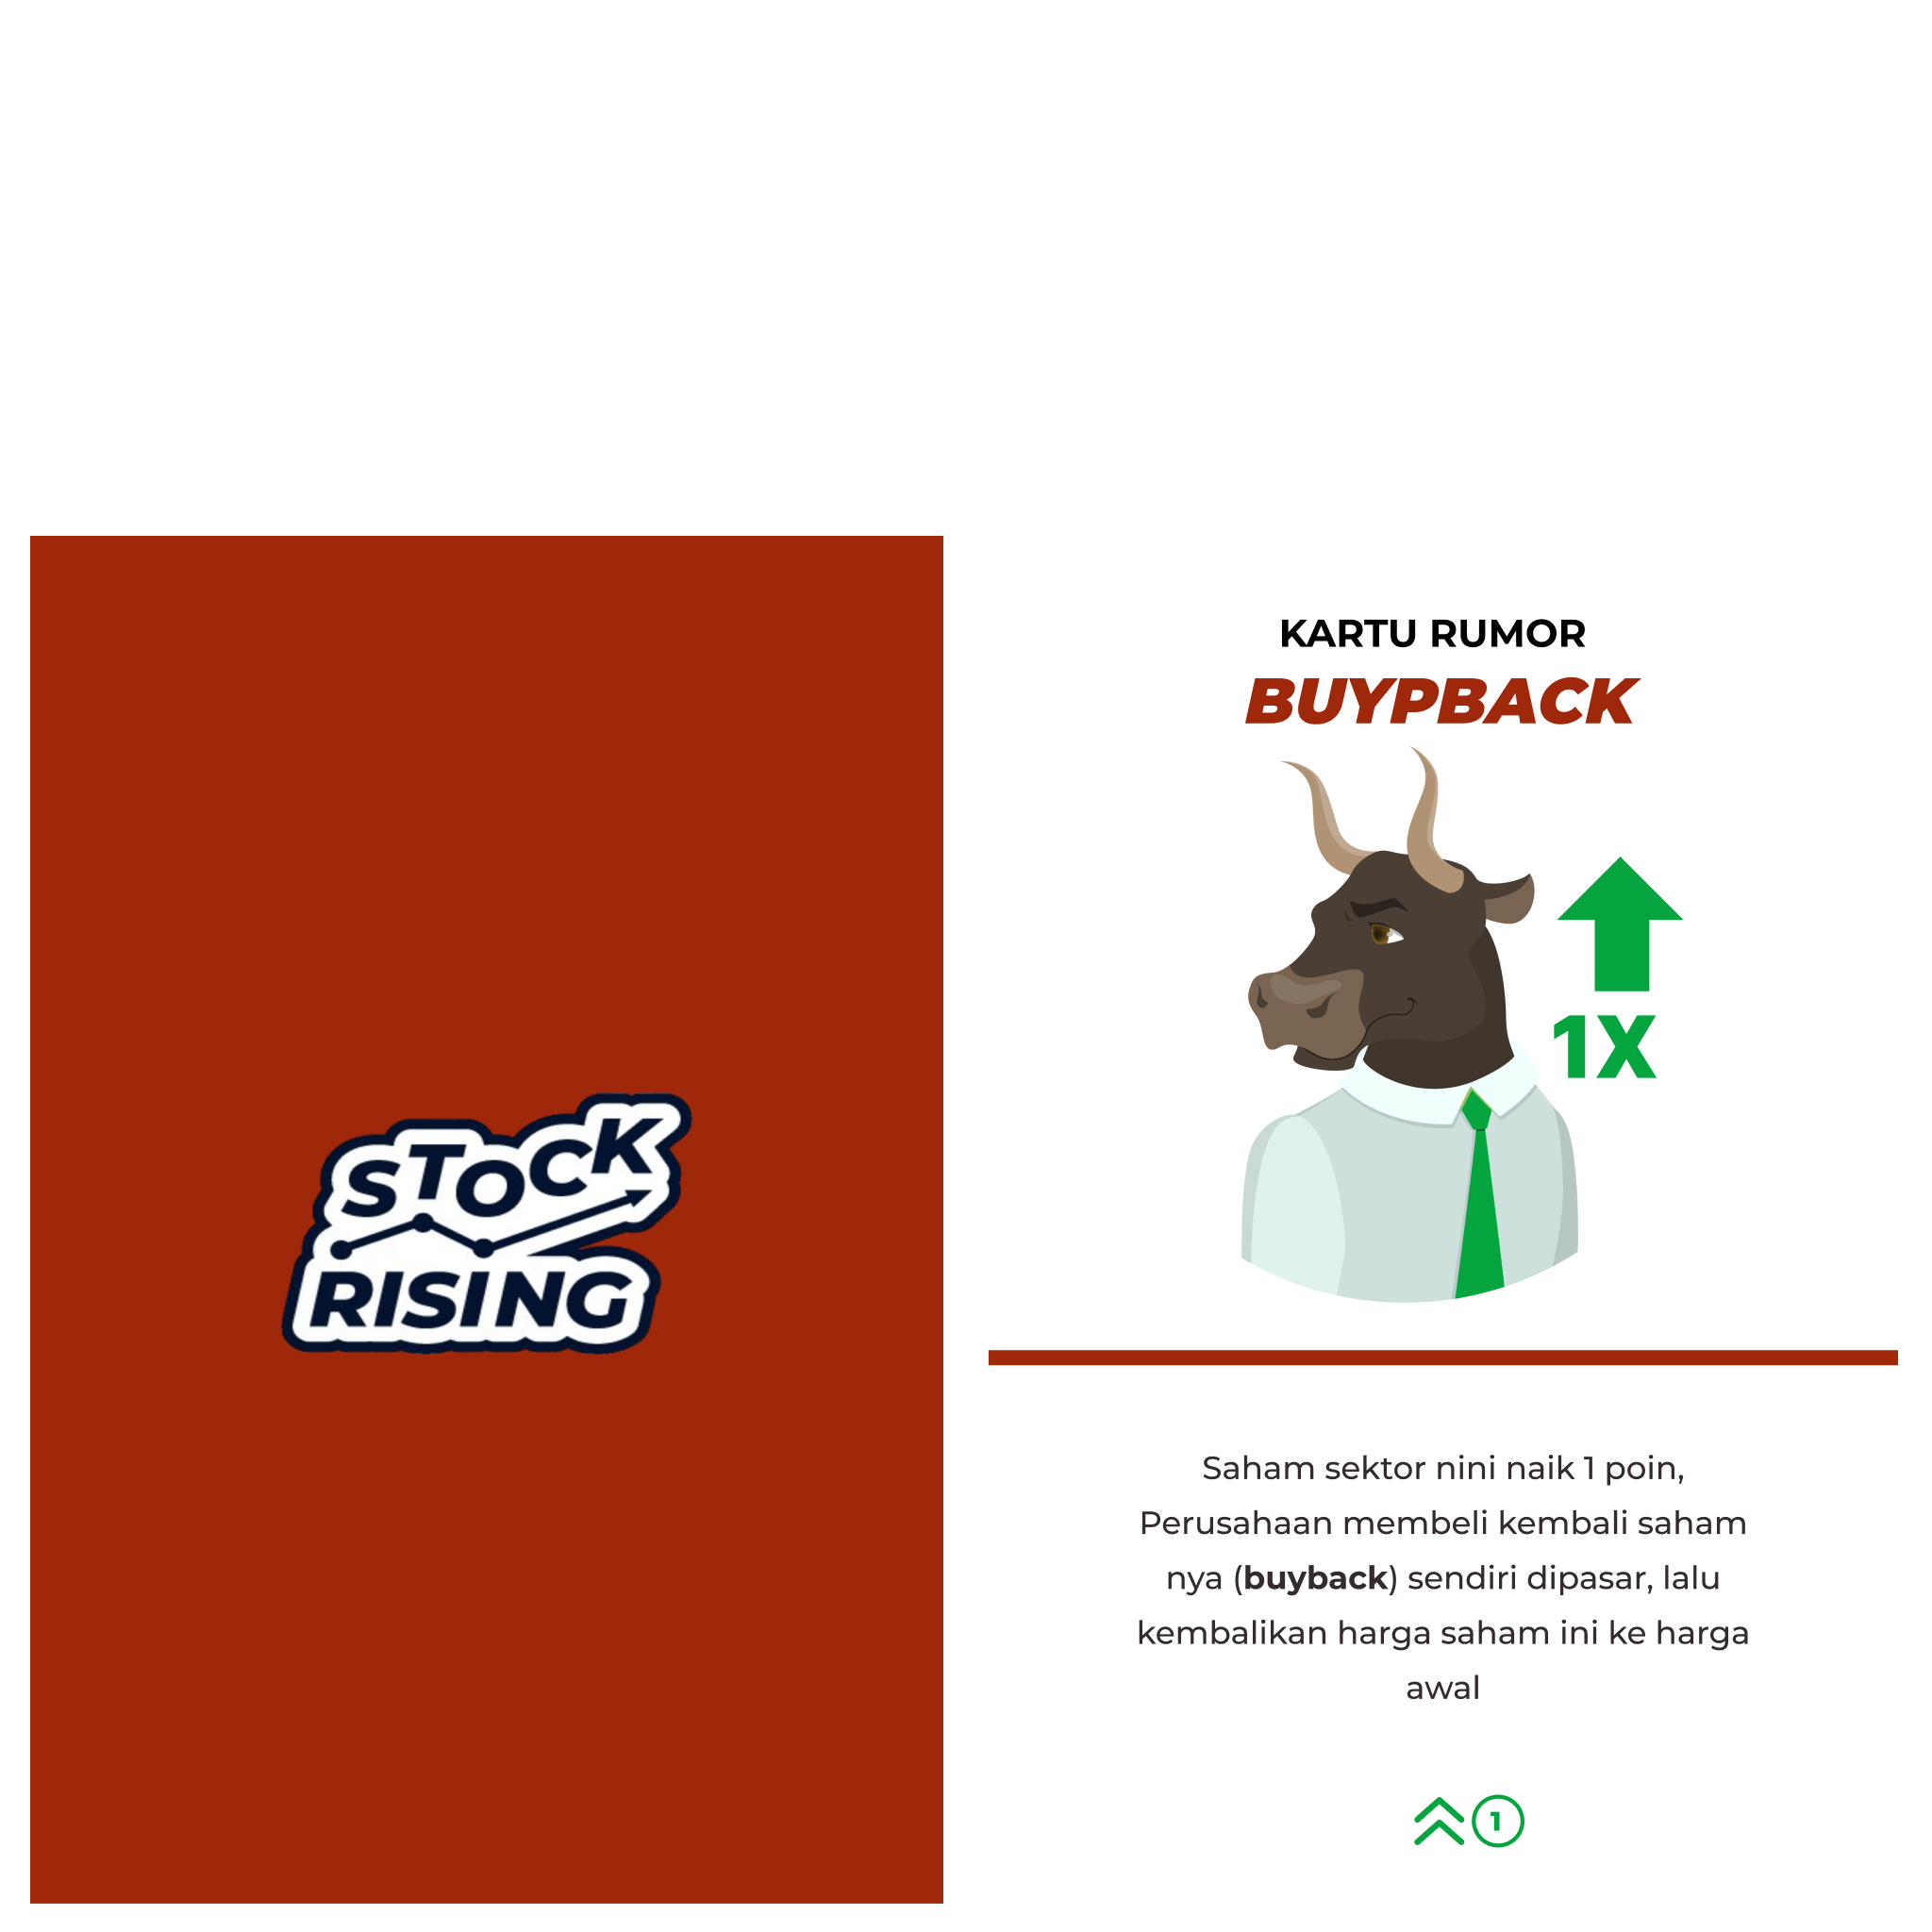 STOCK
RISING
KARTU RUMOR
BUYPBACK
1X
Saham sektor nini naik 1 poin,
Perusahaan membeli kembali saham
nya (buyback) sendiri dipasar, lalu
kembalikan harga saham ini ke harga
awal
1